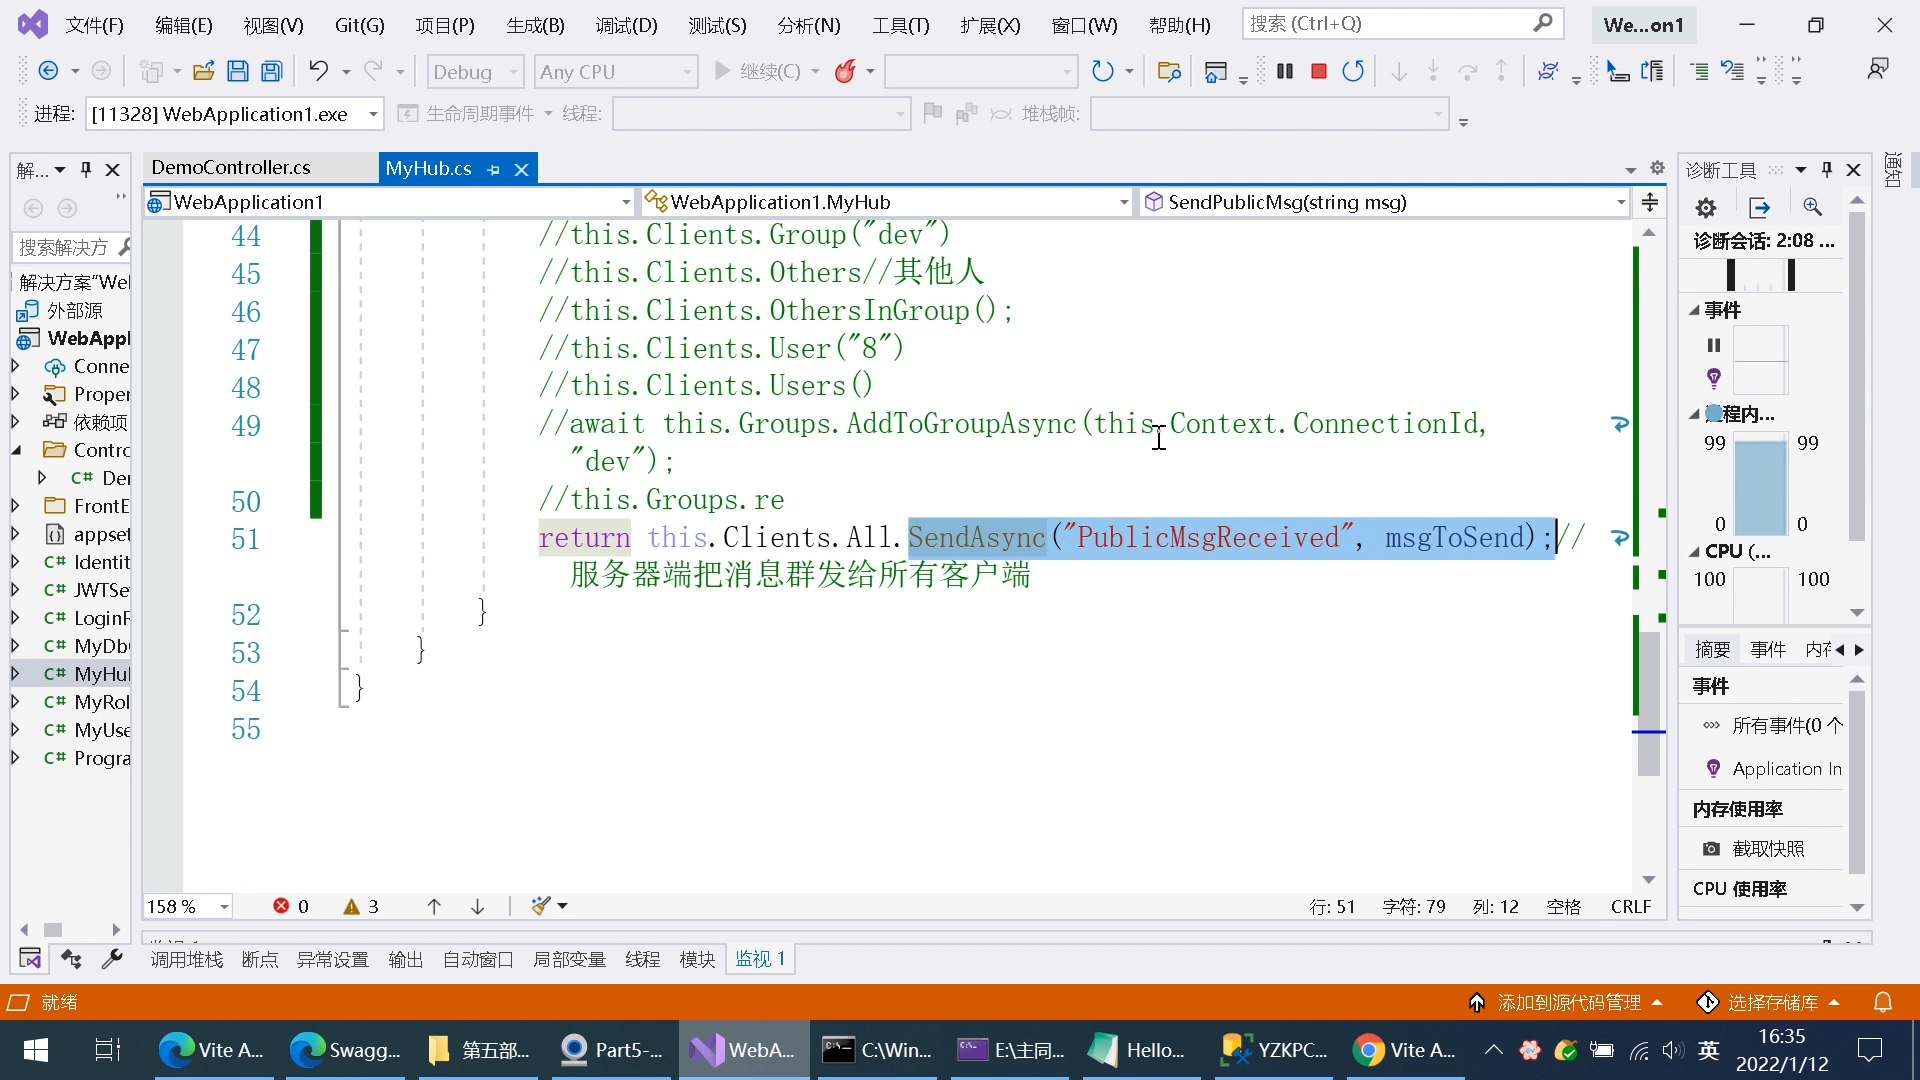 文件(F) 编辑(E) 视图(V) Git(G) 项目(P) 生成(B) 调试(D) 测试(S) 分析(N) 工具(T) 扩展(X) 窗口(W) 帮助(H) 搜索 (Ctrl+Q) We...on1
Debug Any CPU 继续(C)
进程: [11328] WebApplication1.exe 生命周期事件 线程: 堆栈帧:
解...
搜索解决方
解决方案"Wel
外部源
WebAppl
Conne
Proper
依赖项
Contro
C# Der
FrontE
appset
C# Identit
C# JWTSe
C# LoginR
C# MyDb
C# MyHul
C# MyRol
C# MyUse
C# Progra
DemoController.cs MyHub.cs
WebApplication1 WebApplication1.MyHub SendPublicMsg(string msg)
44 //this.Clients.Group("dev")
45 //this.Clients.Others//其他人
46 //this.Clients.OthersInGroup();
47 //this.Clients.User("8")
48 //this.Clients.Users()
49 //await this.Groups.AddToGroupAsync(this.Context.ConnectionId,
"dev");
50 //this.Groups.re
51 return this.Clients.All.SendAsync("PublicMsgReceived", msgToSend);//
服务器端把消息群发给所有客户端
52 }
53 }
54 }
55
158 % 0 3 行: 51 字符: 79 列: 12 空格 CRLF
诊断工具
诊断会话: 2:08 ...
事件
程内...
99 99
0 0
CPU (...
100 100
摘要 事件 内存
事件
所有事件(0 个
Application In
内存使用率
截取快照
CPU 使用率
通知
调用堆栈 断点 异常设置 输出 自动窗口 局部变量 线程 模块 监视 1
就绪 添加到源代码管理 选择存储库
Vite A... Swagg... 第五部... Part5-... WebA... C:\Win... E:\主同... Hello... YZKPC... Vite A... 英 16:35
2022/1/12